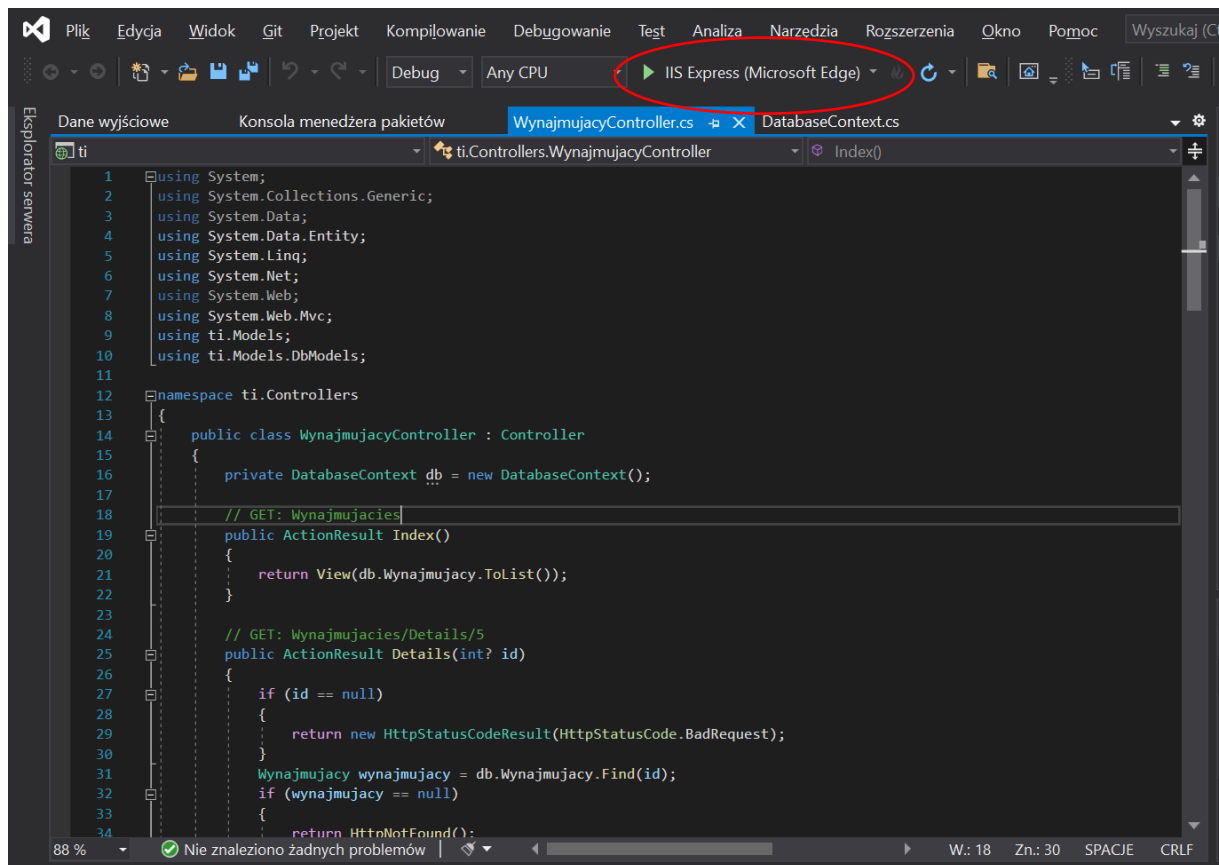 Plik Edycja Widok Git Projekt Kompilowanie Debugowanie Test Analiza Narzędzia Rozszerzenia Okno Pomoc Wyszukaj (C
Debug Any CPU IIS Express (Microsoft Edge)
Eksplorator serwera
Dane wyjściowe Konsola menedżera pakietów WynajmujacyController.cs DatabaseContext.cs
ti ti.Controllers.WynajmujacyController Index()
1 using System;
2 using System.Collections.Generic;
3 using System.Data;
4 using System.Data.Entity;
5 using System.Linq;
6 using System.Net;
7 using System.Web;
8 using System.Web.Mvc;
9 using ti.Models;
10 using ti.Models.DbModels;
11
12 namespace ti.Controllers
13 {
14 public class WynajmujacyController : Controller
15 {
16 private DatabaseContext db = new DatabaseContext();
17
18 // GET: Wynajmujacies
19 public ActionResult Index()
20 {
21 return View(db.Wynajmujacy.ToList());
22 }
23
24 // GET: Wynajmujacies/Details/5
25 public ActionResult Details(int? id)
26 {
27 if (id == null)
28 {
29 return new HttpStatusCodeResult(HttpStatusCode.BadRequest);
30 }
31 Wynajmujacy wynajmujacy = db.Wynajmujacy.Find(id);
32 if (wynajmujacy == null)
33 {
34 return HttpNotFound();
88 % Nie znaleziono żadnych problemów W.: 18 Zn.: 30 SPACJE CRLF